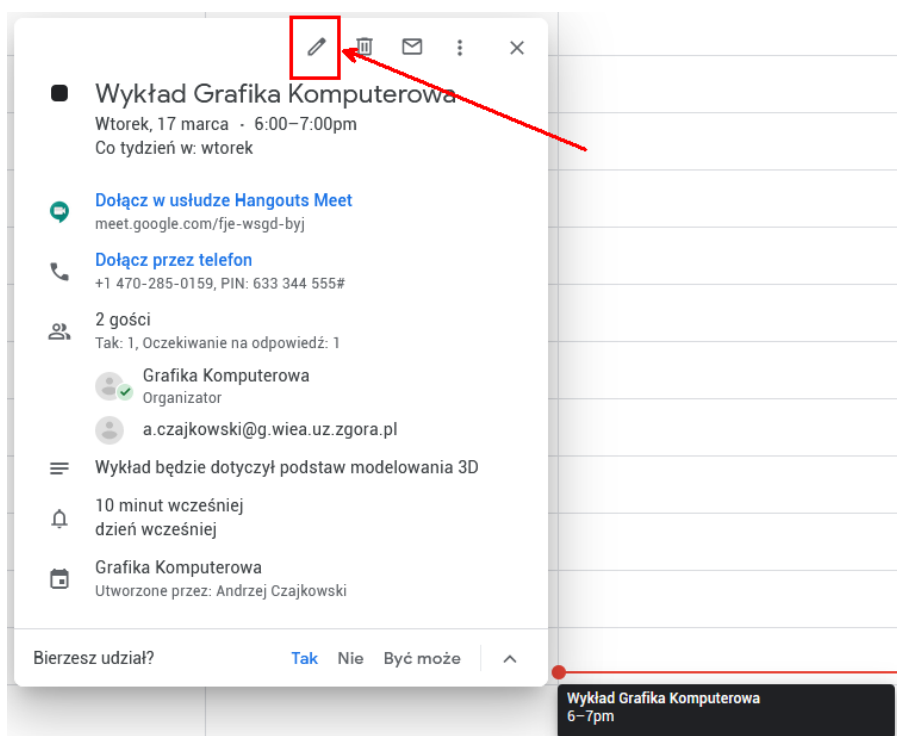 Wykład Grafika Komputerowa
Wtorek, 17 marca · 6:00–7:00pm
Co tydzień w: wtorek
Dołącz w usłudze Hangouts Meet
meet.google.com/fje-wsgd-byj
Dołącz przez telefon
+1 470-285-0159, PIN: 633 344 555#
2 gości
Tak: 1, Oczekiwanie na odpowiedź: 1
Grafika Komputerowa
Organizator
a.czajkowski@g.wiea.uz.zgora.pl
Wykład będzie dotyczył podstaw modelowania 3D
10 minut wcześniej
dzień wcześniej
Grafika Komputerowa
Utworzone przez: Andrzej Czajkowski
Bierzesz udział? Tak Nie Być może
Wykład Grafika Komputerowa
6–7pm